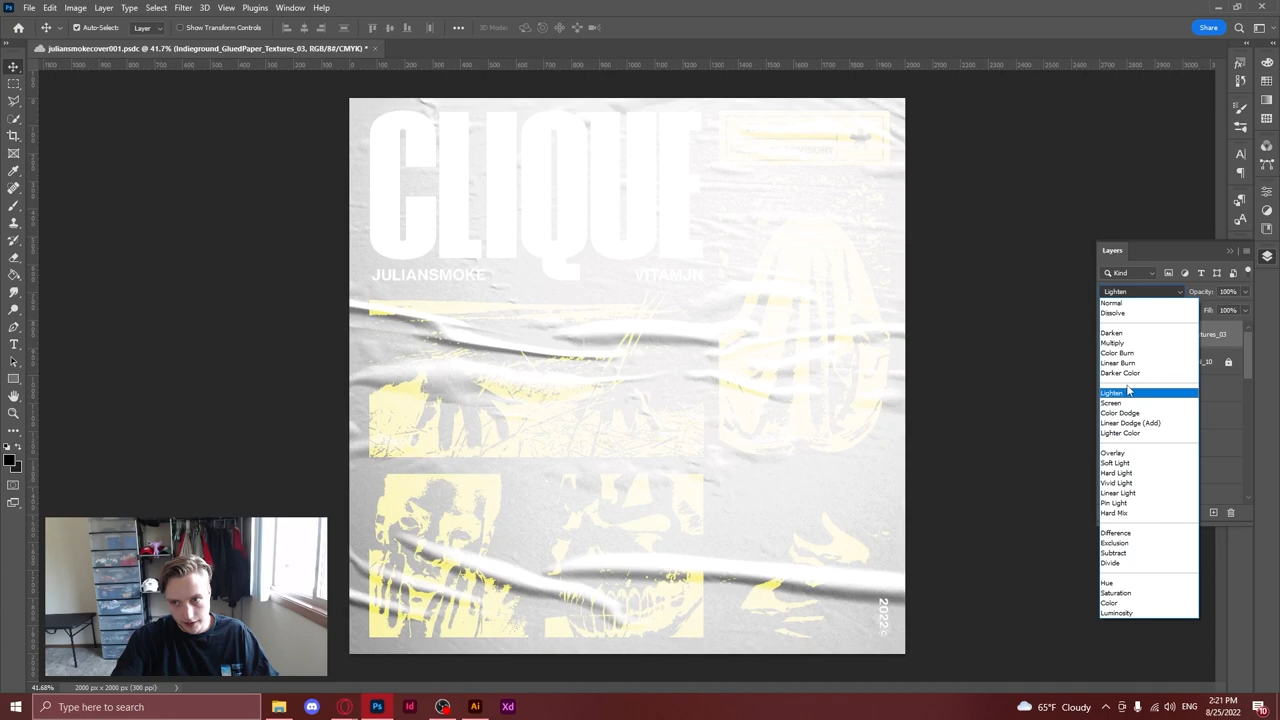 File Edit Image Layer Type Select Filter 3D View Plugins Window Help
Auto-Select: Layer Show Transform Controls 3D Mode: Share
juliansmokecover001.psdc @ 41.7% (Indieground_GluedPaper_Textures_03, RGB/8#/CMYK) *
CLIQUE
JULIANSMOKE VITAMJN
2022©
Layers
Kind
Lighten Opacity: 100%
Normal
Dissolve
Fill: 100%
Darken
Multiply
Color Burn
Linear Burn
Darker Color
Lighten
Screen
Color Dodge
Linear Dodge (Add)
Lighter Color
Overlay
Soft Light
Hard Light
Vivid Light
Linear Light
Pin Light
Hard Mix
Difference
Exclusion
Subtract
Divide
Hue
Saturation
Color
Luminosity
tures_03
_10
41.68% 2000 px x 2000 px (300 ppi)
Type here to search
65°F Cloudy
2:21 PM
8/25/2022